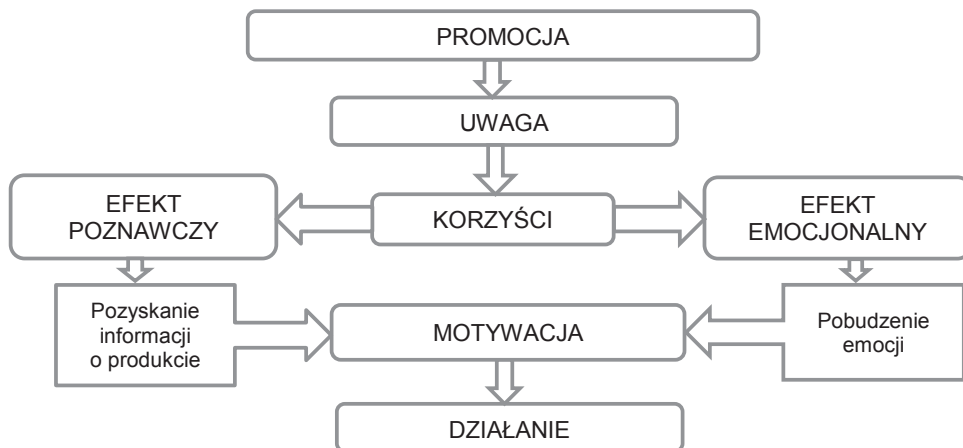 PROMOCJA
UWAGA
EFEKT
POZNAWCZY
KORZYŚCI
EFEKT
EMOCJONALNY
Pozyskanie
informacji
o produkcie
MOTYWACJA
Pobudzenie
emocji
DZIAŁANIE